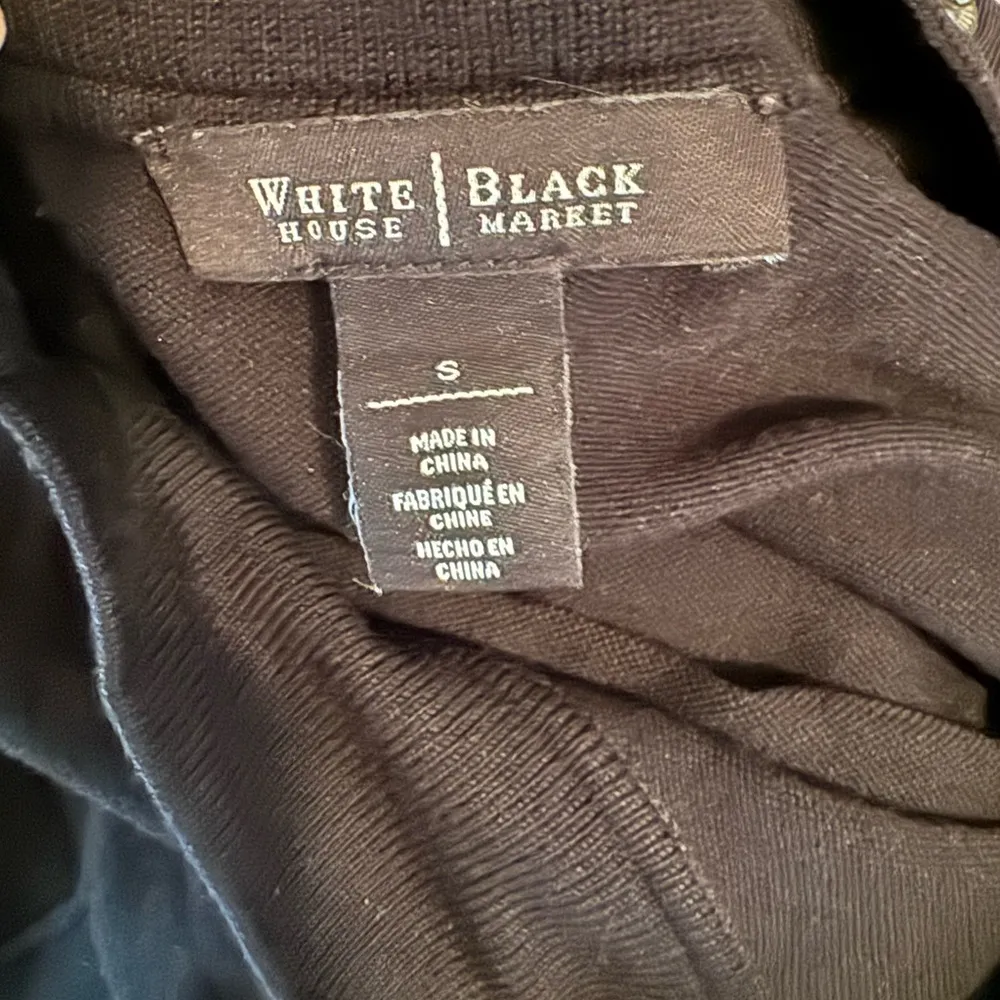 WHITE | BLACK
HOUSE | MARKET
S
MADE IN
CHINA
FABRIQUÉ EN
CHINE
HECHO EN
CHINA